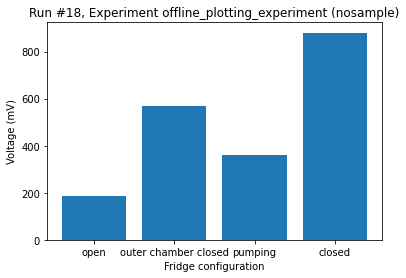 Run #18, Experiment offline_plotting_experiment (nosample)
800
600
400
200
0
Voltage (mV)
open outer chamber closed pumping closed
Fridge configuration